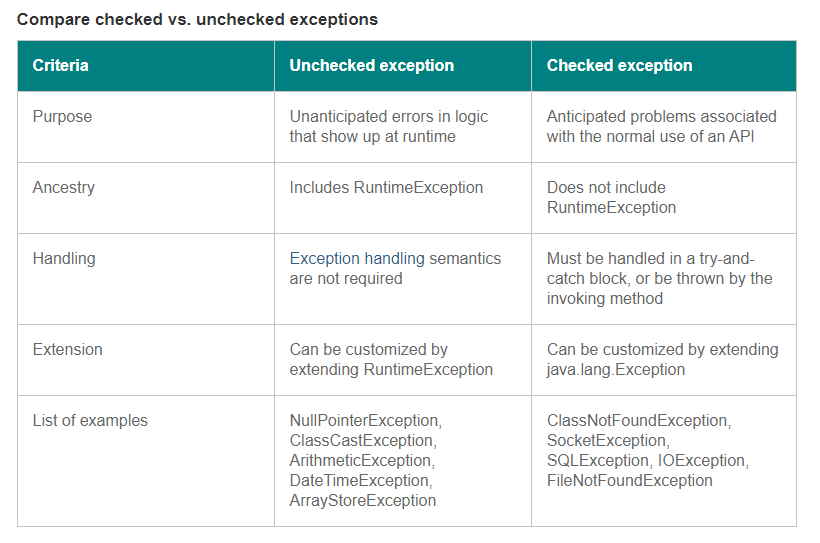 Compare checked vs. unchecked exceptions
Criteria
Unchecked exception
Checked exception
Purpose
Unanticipated errors in logic
that show up at runtime
Anticipated problems associated
with the normal use of an API
Ancestry
Includes RuntimeException
Does not include
RuntimeException
Handling
Exception handling semantics
are not required
Must be handled in a try-and-
catch block, or be thrown by the
invoking method
Extension
Can be customized by
extending RuntimeException
Can be customized by extending
java.lang.Exception
List of examples
NullPointerException,
ClassCastException,
ArithmeticException,
DateTimeException,
ArrayStoreException
ClassNotFoundException,
SocketException,
SQLException, IOException,
FileNotFoundException